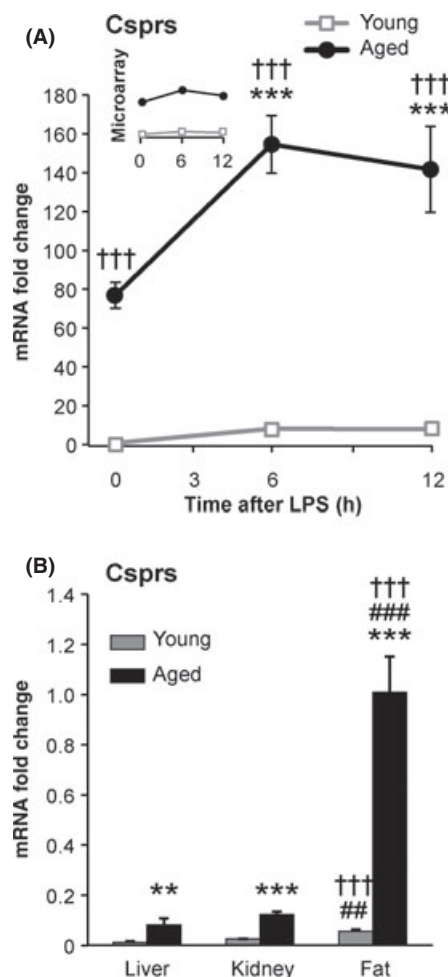 (A)
Csprs
Young
Aged
Microarray
0 6 12
†††
***
†††
***
†††
mRNA fold change
180
160
140
120
100
80
60
40
20
0
0 3 6 9 12
Time after LPS (h)
(B)
Csprs
Young
Aged
†††
###
***
†††
##
**
***
mRNA fold change
1.4
1.2
1.0
0.8
0.6
0.4
0.2
0
Liver Kidney Fat